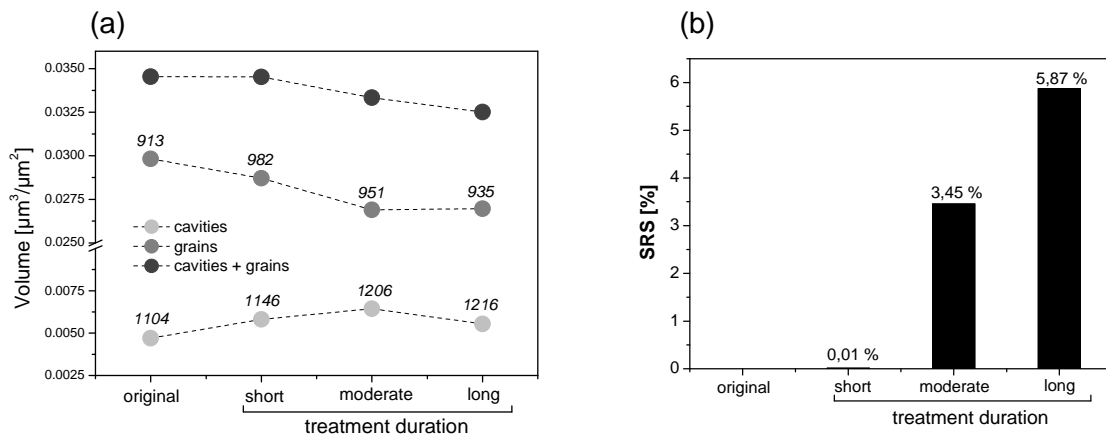 (a)
0.0350
0.0325
0.0300
0.0275
0.0250
0.0075
0.0050
0.0025
Volume [µm³/µm²]
913
982
951
935
cavities
grains
cavities + grains
1104
1146
1206
1216
original short moderate long
treatment duration
(b)
6
5
4
3
2
1
0
SRS [%]
0,01 %
3,45 %
5,87 %
original short moderate long
treatment duration